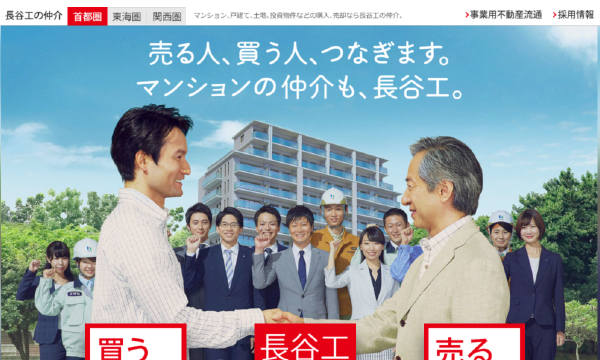 長谷工の仲介 首都圏 東海圏 関西圏 マンション、戸建て、土地、投資物件などの購入、売却なら長谷工の仲介。 事業用不動産流通 採用情報
売る人、買う人、つなぎます。
マンションの仲介も、長谷工。
買う 長谷工 売る